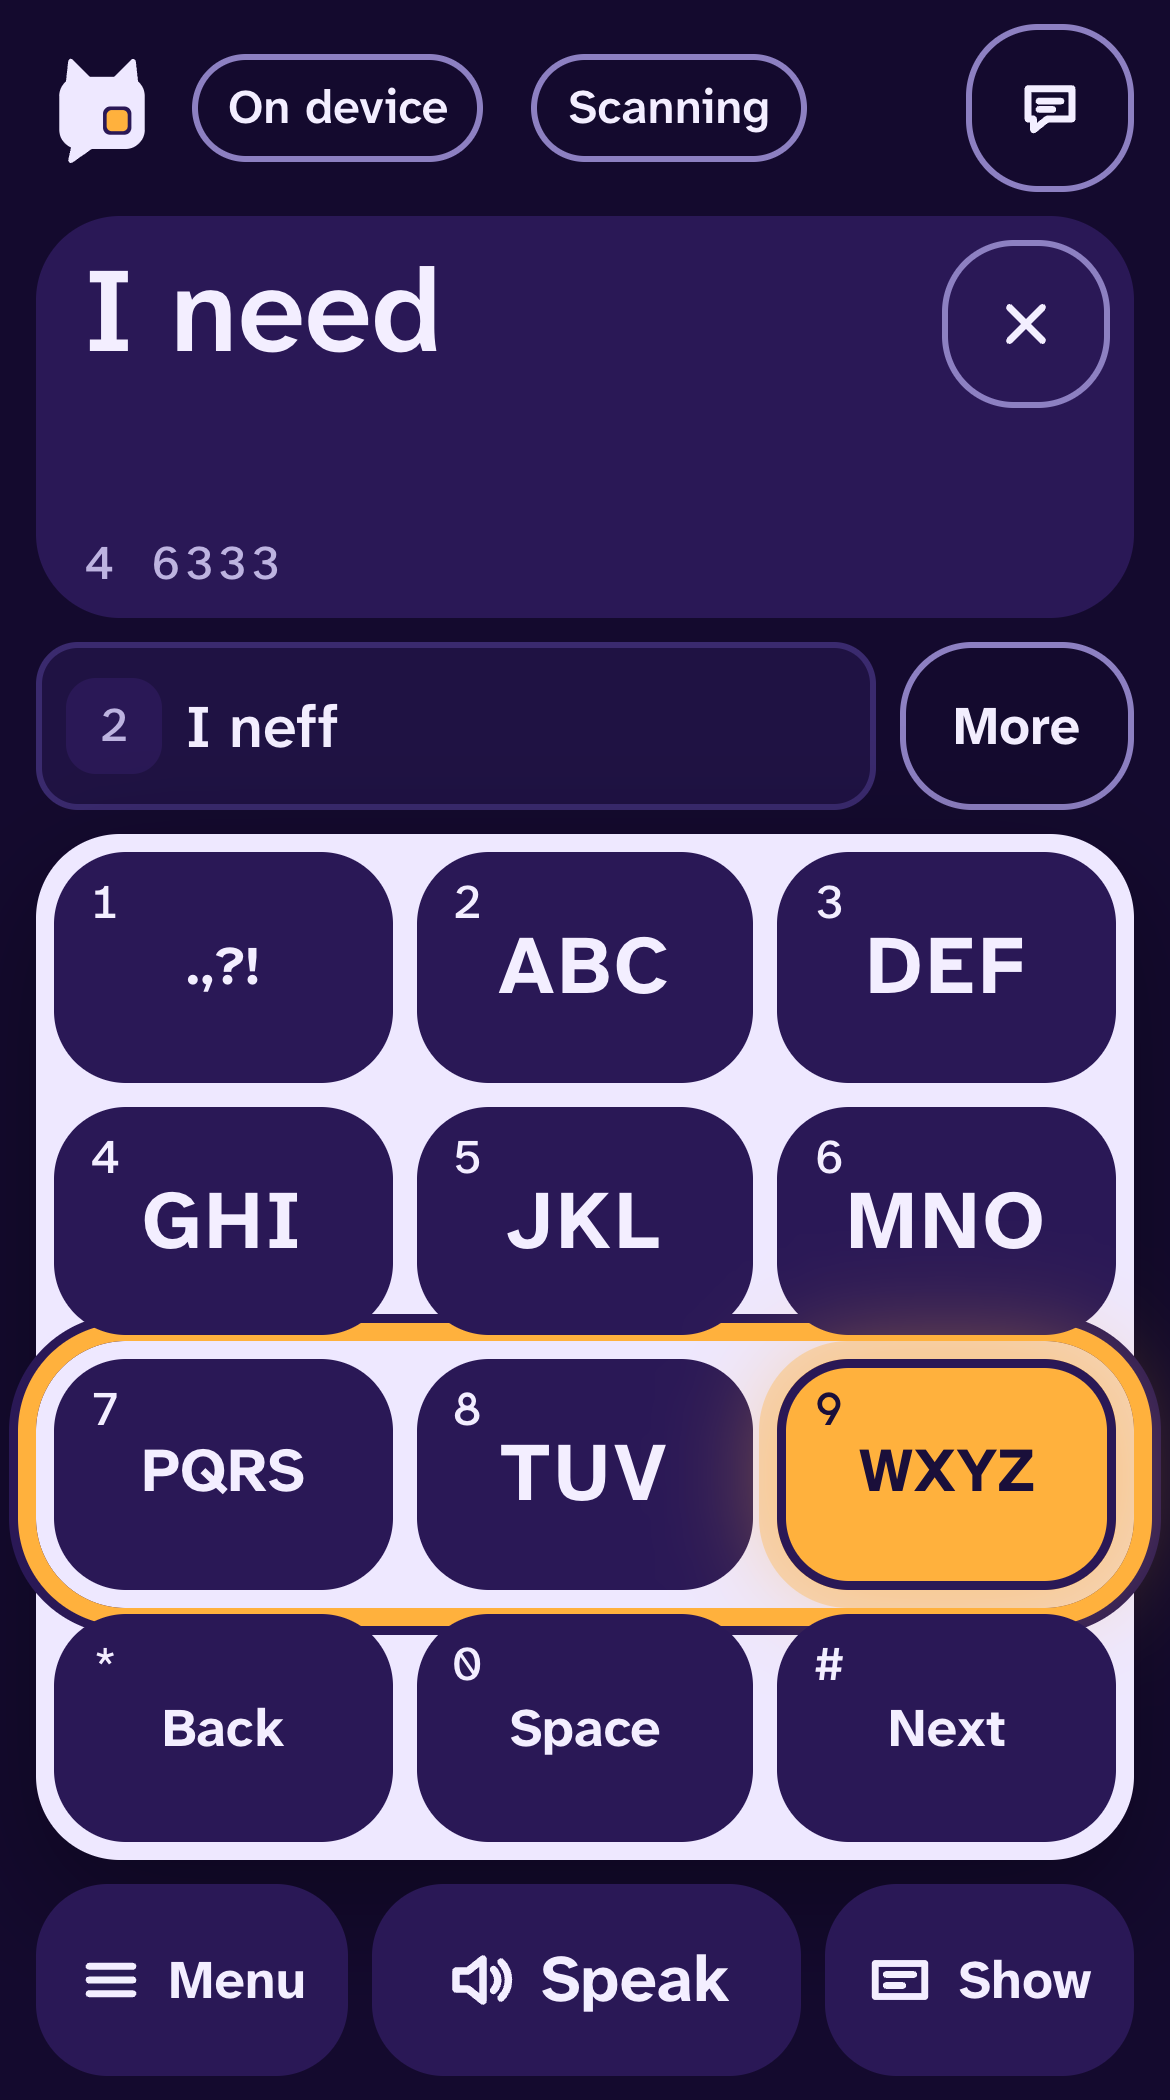 On device Scanning
I need
4 6333
2 I neff More
1 2 3
.,?! ABC DEF
4 5 6
GHI JKL MNO
7 8 9
PQRS TUV WXYZ
* 0 #
Back Space Next
Menu Speak Show